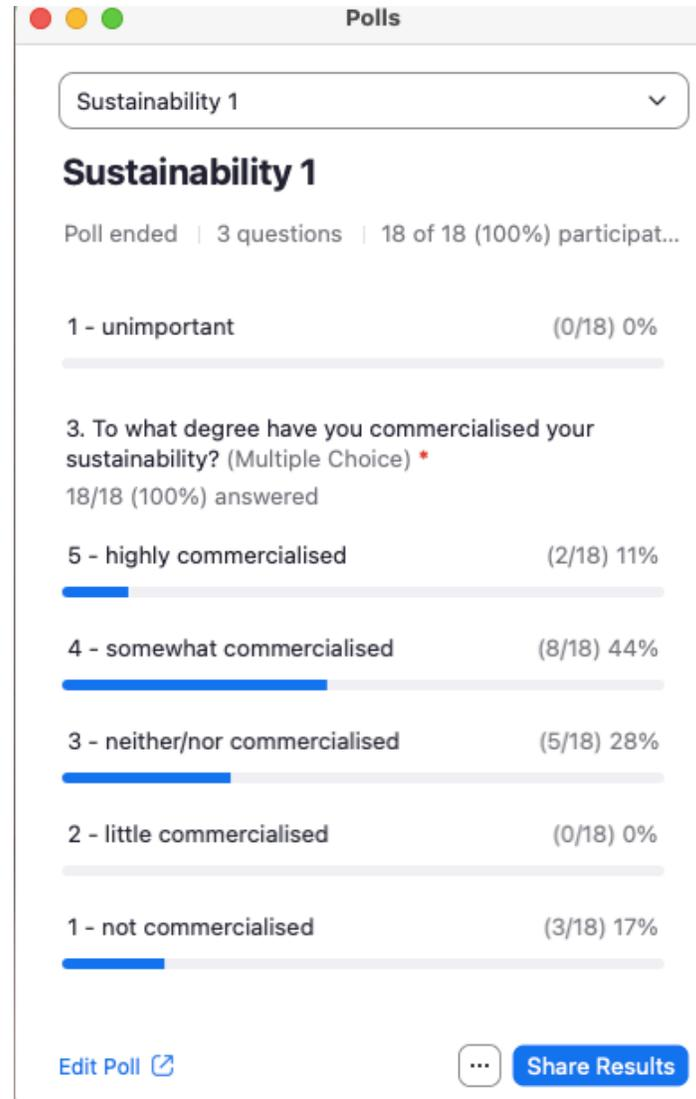 Polls
Sustainability 1
Sustainability 1
Poll ended | 3 questions | 18 of 18 (100%) participat...
1 - unimportant (0/18) 0%
3. To what degree have you commercialised your
sustainability? (Multiple Choice) *
18/18 (100%) answered
5 - highly commercialised (2/18) 11%
4 - somewhat commercialised (8/18) 44%
3 - neither/nor commercialised (5/18) 28%
2 - little commercialised (0/18) 0%
1 - not commercialised (3/18) 17%
Edit Poll ... Share Results